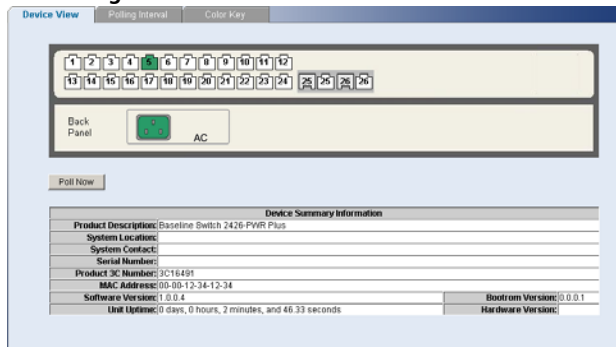 Device View Polling Interval Color Key
1 2 3 4 5 6 7 8 9 10 11 12
13 14 15 16 17 18 19 20 21 22 23 24 25 25 26 26
Back
Panel
AC
Poll Now
Device Summary Information
Product Description: Baseline Switch 2426-PWR Plus
System Location:
System Contact:
Serial Number:
Product 3C Number: 3C16491
MAC Address: 00-00-12-34-12-34
Software Version: 1.0.0.4 Bootrom Version: 0.0.0.1
Unit Uptime: 0 days, 0 hours, 2 minutes, and 46.33 seconds Hardware Version: